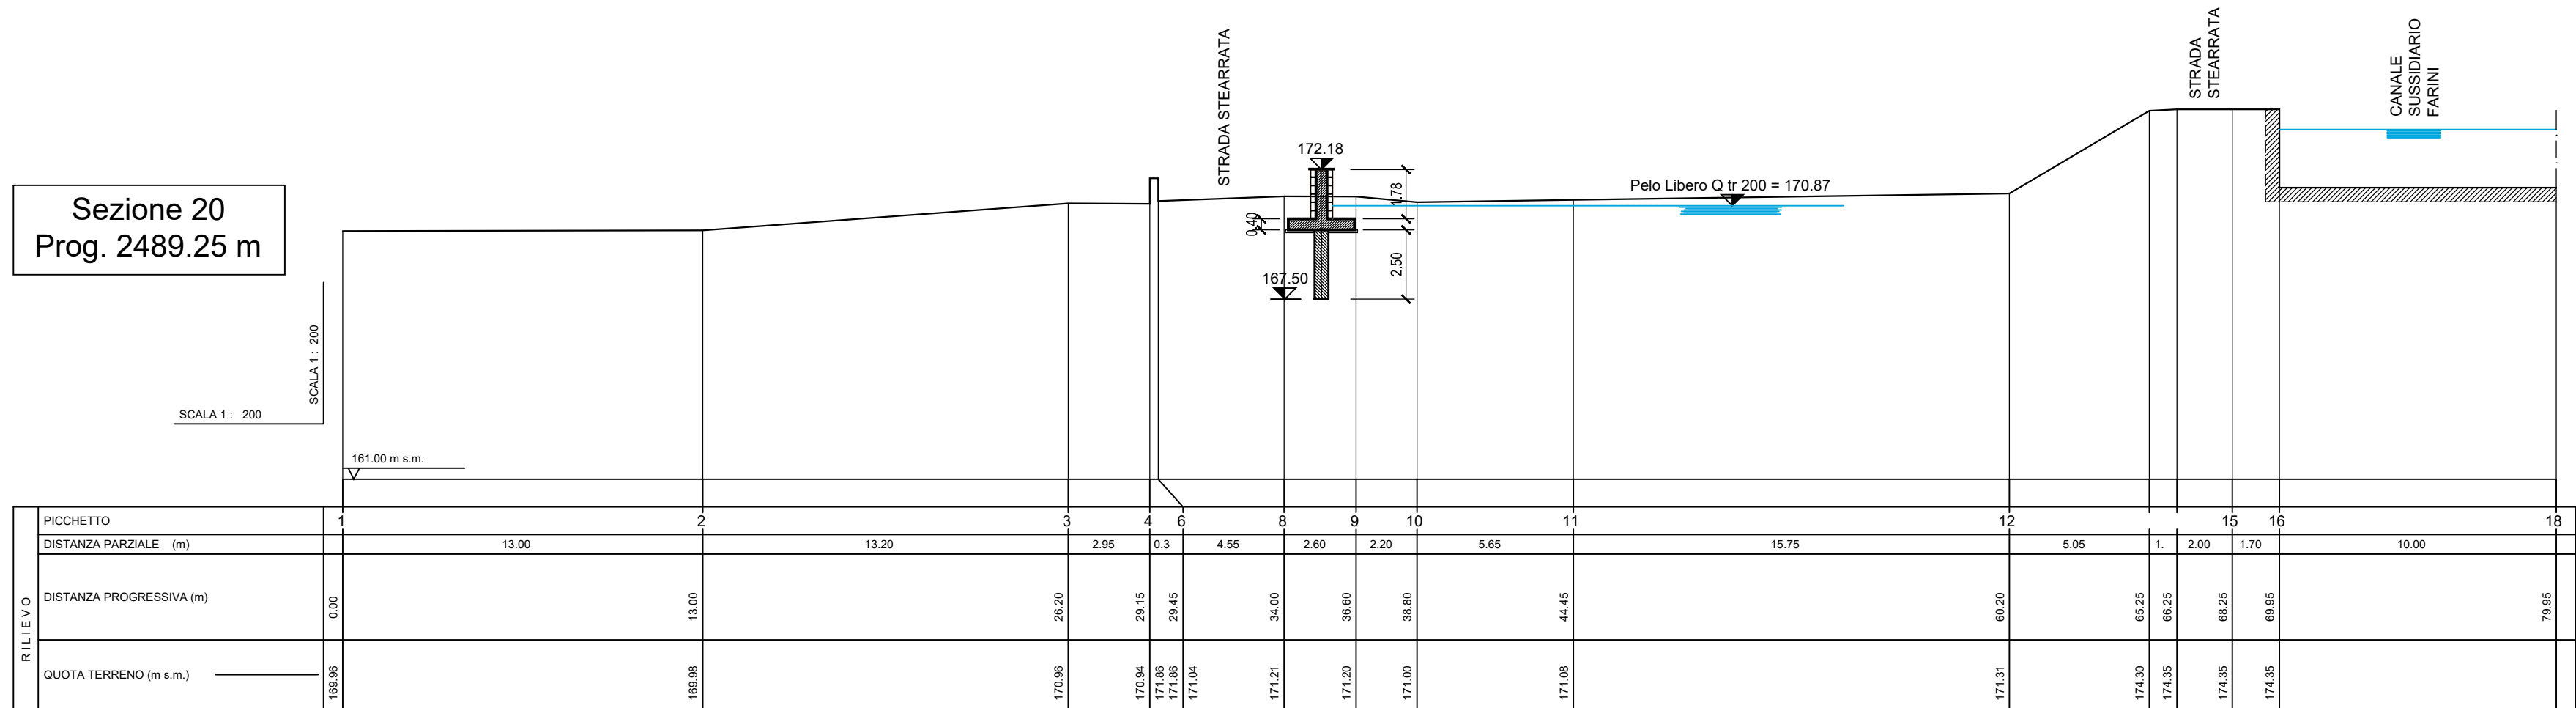 STRADA STEARRATA
STRADA
STEARRATA
CANALE
SUSSIDIARIO
FARINI
172.18
1.78
0.40
2.50
167.50
Pelo Libero Q tr 200 = 170.87
Sezione 20
Prog. 2489.25 m
SCALA 1 : 200
SCALA 1 : 200
161.00 m s.m.
RILIEVO
PICCHETTO 1 2 3 4 6 8 9 10 11 12 15 16 18
DISTANZA PARZIALE (m) 13.00 13.20 2.95 0.3 4.55 2.60 2.20 5.65 15.75 5.05 1. 2.00 1.70 10.00
DISTANZA PROGRESSIVA (m) 0.00 13.00 26.20 29.15 29.45 34.00 36.60 38.80 44.45 60.20 65.25 66.25 68.25 69.95 79.95
QUOTA TERRENO (m s.m.) 169.96 169.98 170.96 170.94 171.86 171.86 171.04 171.21 171.20 171.00 171.08 171.31 174.30 174.35 174.35 174.35